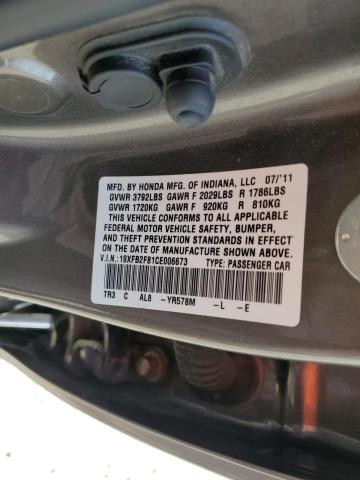 MFD. BY HONDA MFG. OF INDIANA, LLC 07/'11
GVWR 3792LBS GAWR F 2029LBS R 1786LBS
GVWR 1720KG GAWR F 920KG R 810KG
THIS VEHICLE CONFORMS TO ALL APPLICABLE
FEDERAL MOTOR VEHICLE SAFETY, BUMPER,
AND THEFT PREVENTION STANDARDS IN EFFECT ON THE
DATE OF MANUFACTURE SHOWN ABOVE.
V.I.N.: 19XFB2F81CE006673 TYPE: PASSENGER CAR
TR3 C AL8 -YR578M -L -E